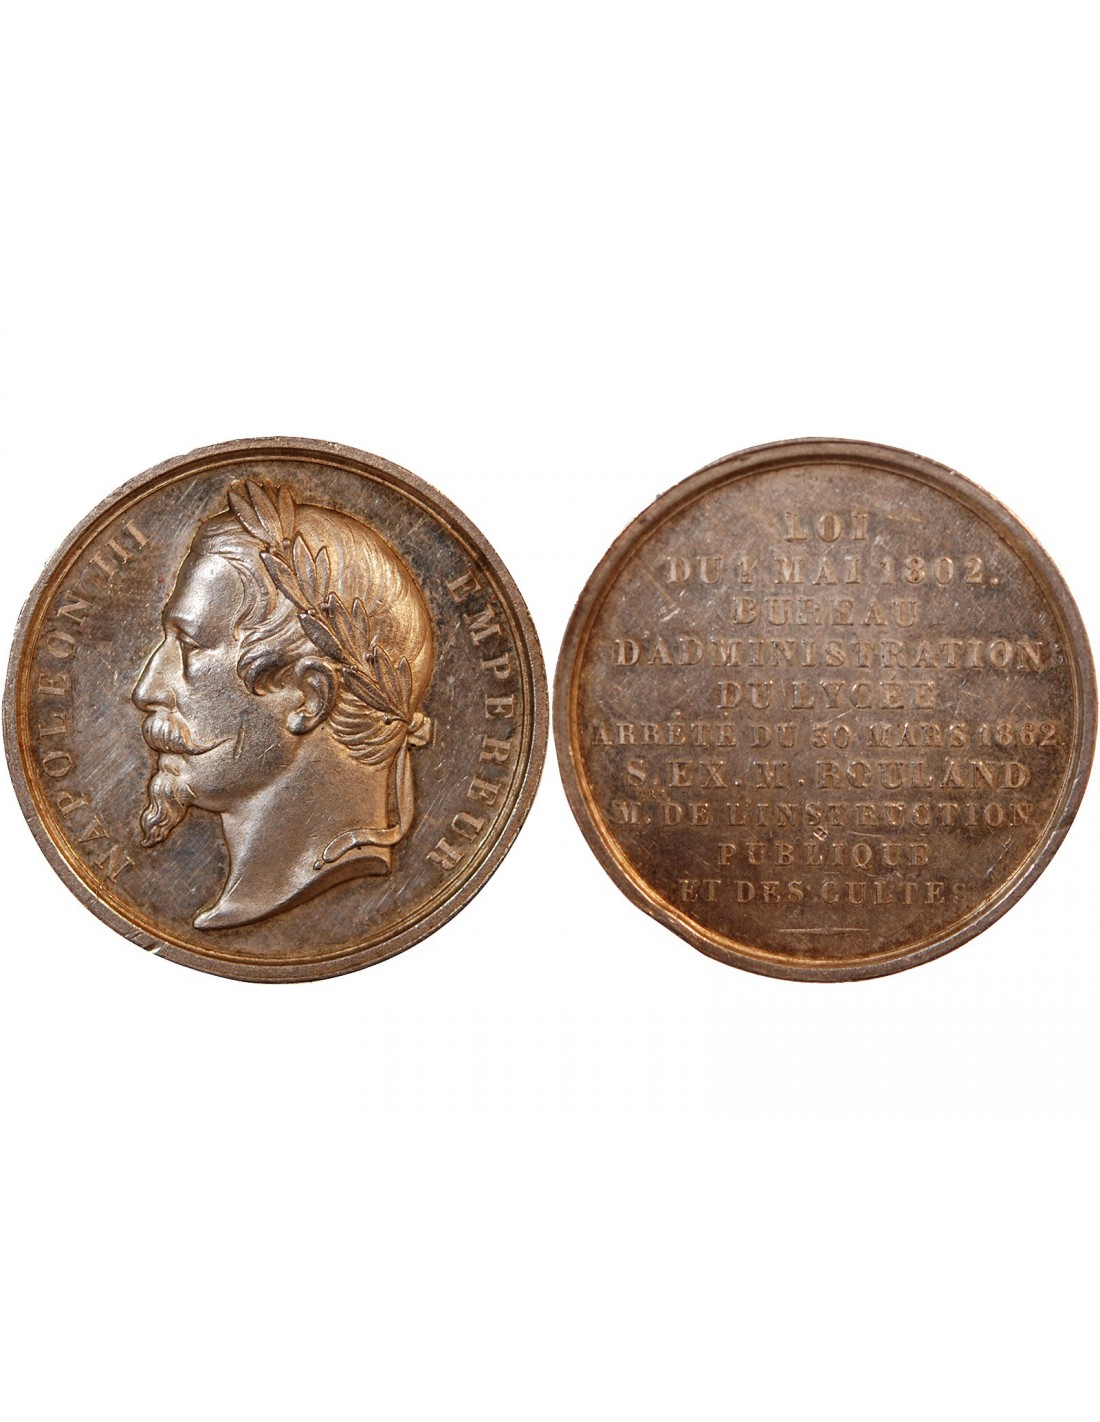 NAPOLEON III EMPEREUR
LOI
DU 1 MAI 1802.
BUREAU
D'ADMINISTRATION
DU LYCÉE
ARRÊTÉ DU 30 MARS 1862
S. EX. M. ROULAND
M. DE L'INSTRUCTION
PUBLIQUE
ET DES CULTES